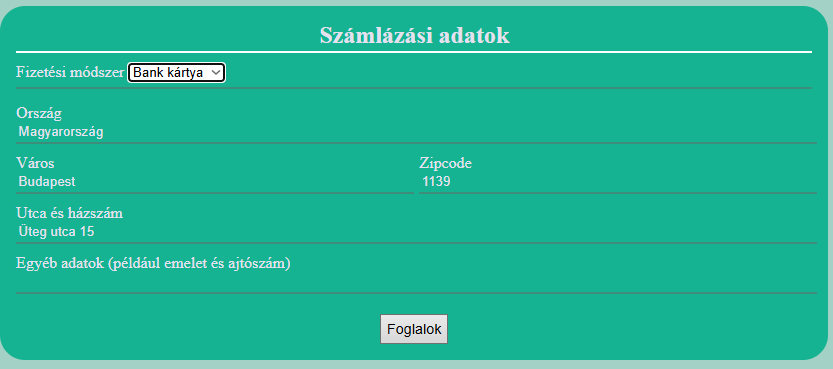 Számlázási adatok
Fizetési módszer Bank kártya
Ország
Magyarország
Város Zipcode
Budapest 1139
Utca és házszám
Üteg utca 15
Egyéb adatok (például emelet és ajtószám)
Foglalok